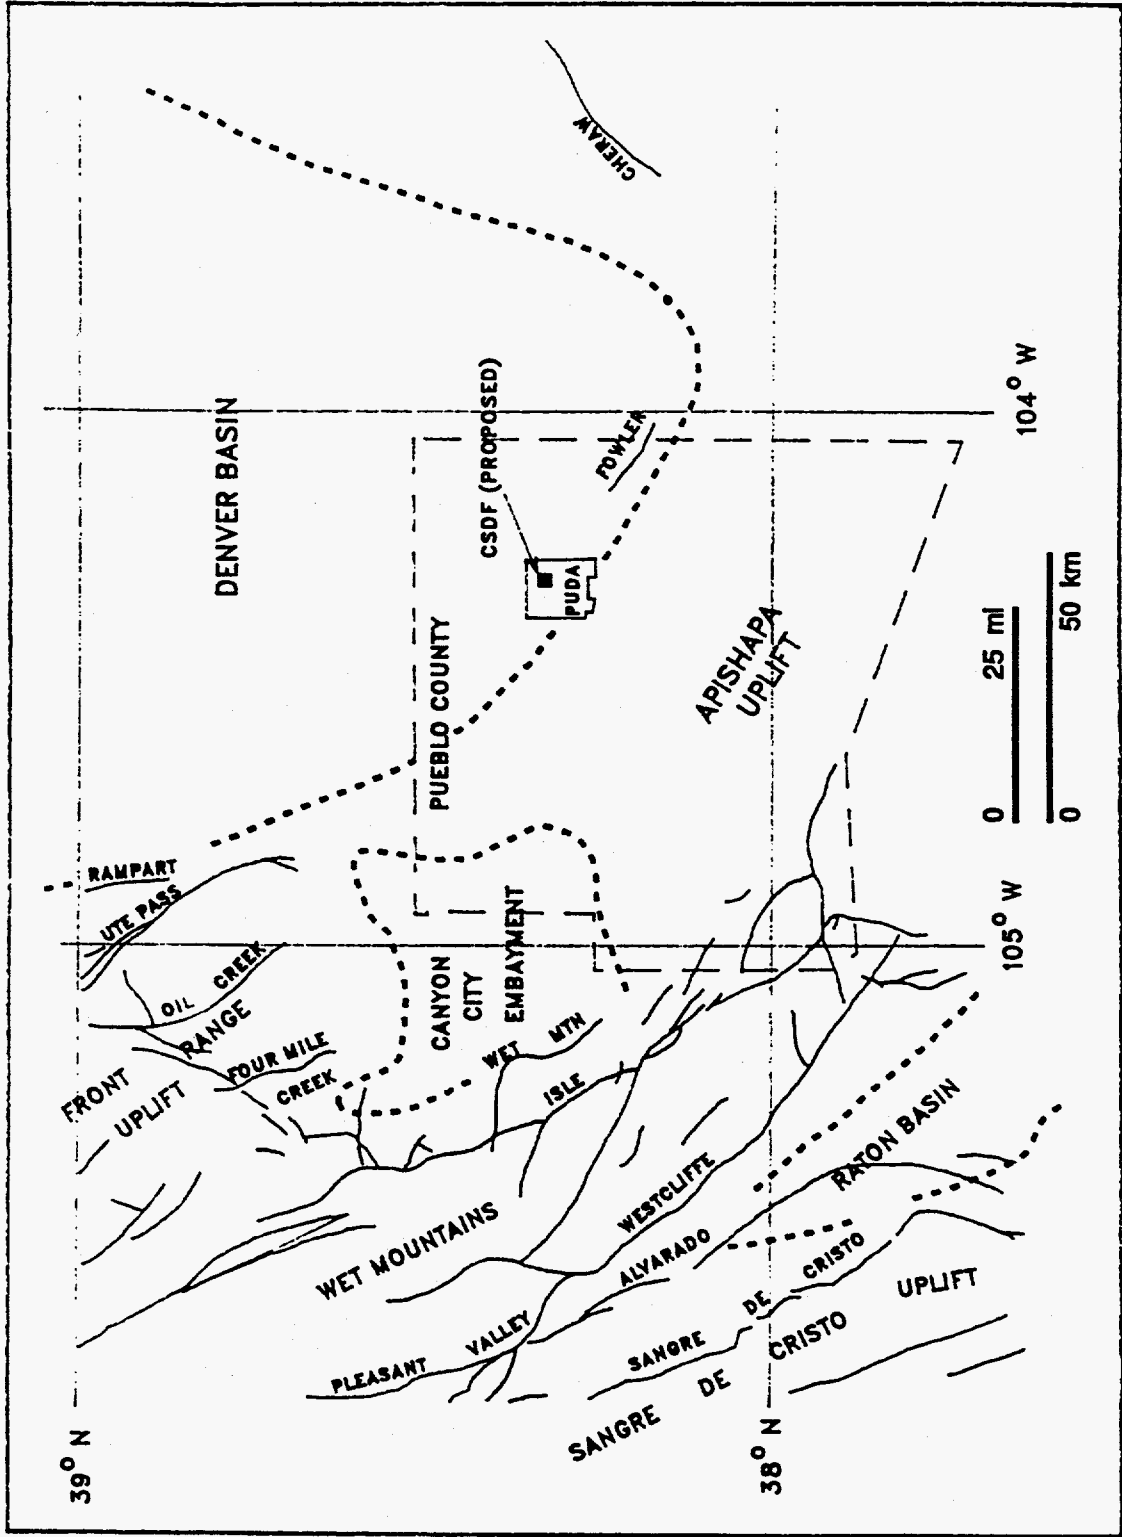 39° N
38° N
105° W
104° W
FRONT
RANGE
UPLIFT
RAMPART
UTE PASS
OIL CREEK
FOUR MILE
CREEK
DENVER BASIN
PUEBLO COUNTY
CSDF (PROPOSED)
PUDA
FOWLER
CHERAW
CANYON
CITY
EMBAYMENT
WET MTN
ISLE
WET MOUNTAINS
WESTCLIFFE
ALVARADO
PLEASANT VALLEY
SANGRE DE CRISTO
SANGRE DE CRISTO UPLIFT
RATON BASIN
APISHAPA
UPLIFT
0 25 ml
0 50 km